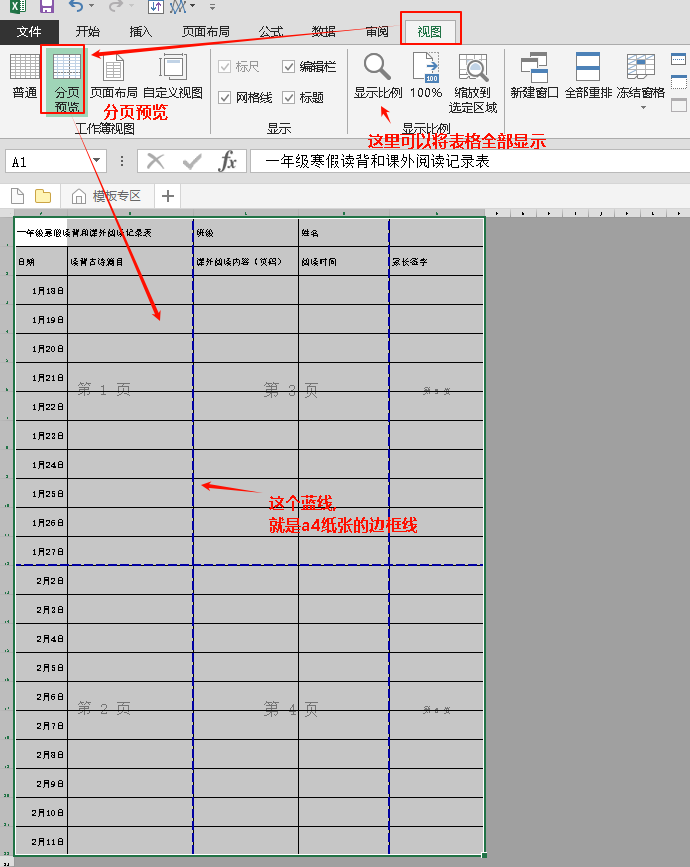 文件 开始 插入 页面布局 公式 数据 审阅 视图
普通 分页预览 页面布局 自定义视图
标尺 编辑栏
网格线 标题
显示比例 100% 缩放到选定区域
新建窗口 全部重排 冻结窗格
分页预览
工作簿视图 显示 显示比例
这里可以将表格全部显示
A1 fx 一年级寒假读背和课外阅读记录表
模板专区
一年级寒假读背和课外阅读记录表 班级 姓名
日期 读背古诗篇目 课外阅读内容(页码) 阅读时间 家长签字
1月18日
1月19日
1月20日
1月21日
第 1 页 第 3 页 第 5 页
1月22日
1月23日
1月24日
1月25日
这个蓝线,
1月26日
就是a4纸张的边框线
1月27日
2月2日
2月3日
2月4日
2月5日
2月6日
第 2 页 第 4 页 第 6 页
2月7日
2月8日
2月9日
2月10日
2月11日